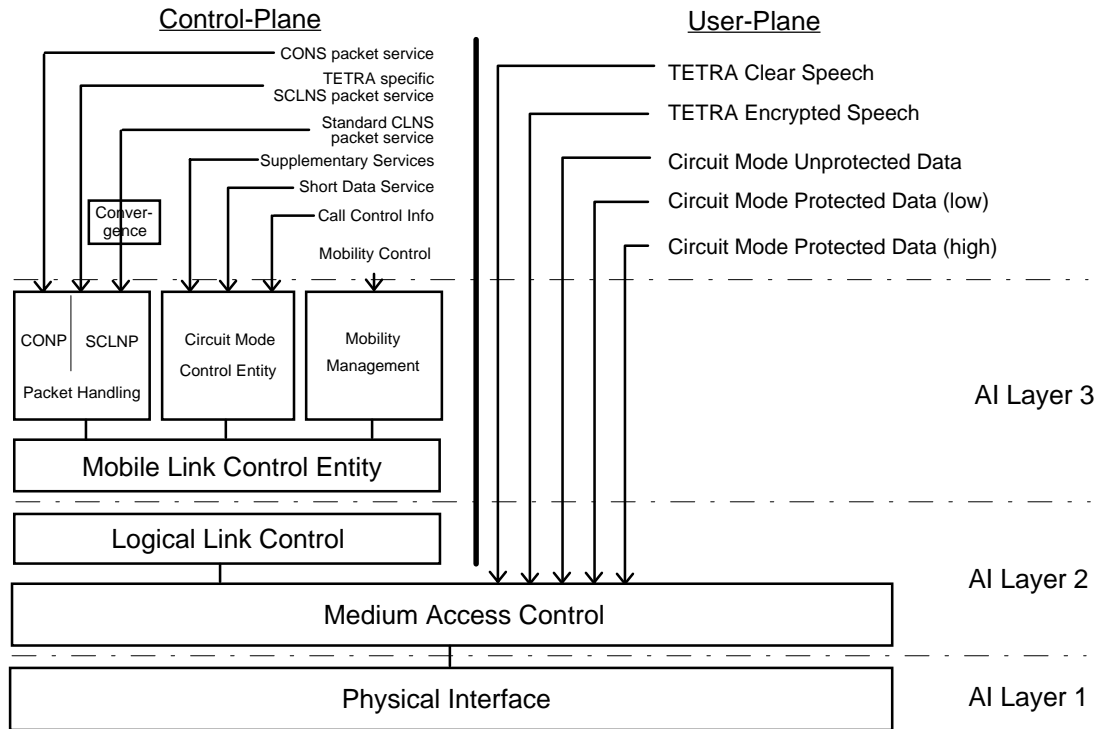 Control-Plane
User-Plane
CONS packet service
TETRA specific
SCLNS packet service
Standard CLNS
packet service
Supplementary Services
Short Data Service
Call Control Info
Mobility Control
Conver-
gence
TETRA Clear Speech
TETRA Encrypted Speech
Circuit Mode Unprotected Data
Circuit Mode Protected Data (low)
Circuit Mode Protected Data (high)
CONP
SCLNP
Packet Handling
Circuit Mode
Control Entity
Mobility
Management
AI Layer 3
Mobile Link Control Entity
Logical Link Control
AI Layer 2
Medium Access Control
Physical Interface
AI Layer 1